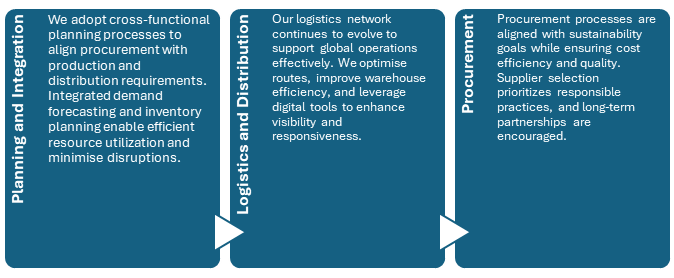 Planning and Integration
We adopt cross-functional
planning processes to
align procurement with
production and
distribution requirements.
Integrated demand
forecasting and inventory
planning enable efficient
resource utilization and
minimise disruptions.
Logistics and Distribution
Our logistics network
continues to evolve to
support global operations
effectively. We optimise
routes, improve warehouse
efficiency, and leverage
digital tools to enhance
visibility and
responsiveness.
Procurement
Procurement processes are
aligned with sustainability
goals while ensuring cost
efficiency and quality.
Supplier selection
prioritizes responsible
practices, and long-term
partnerships are
encouraged.